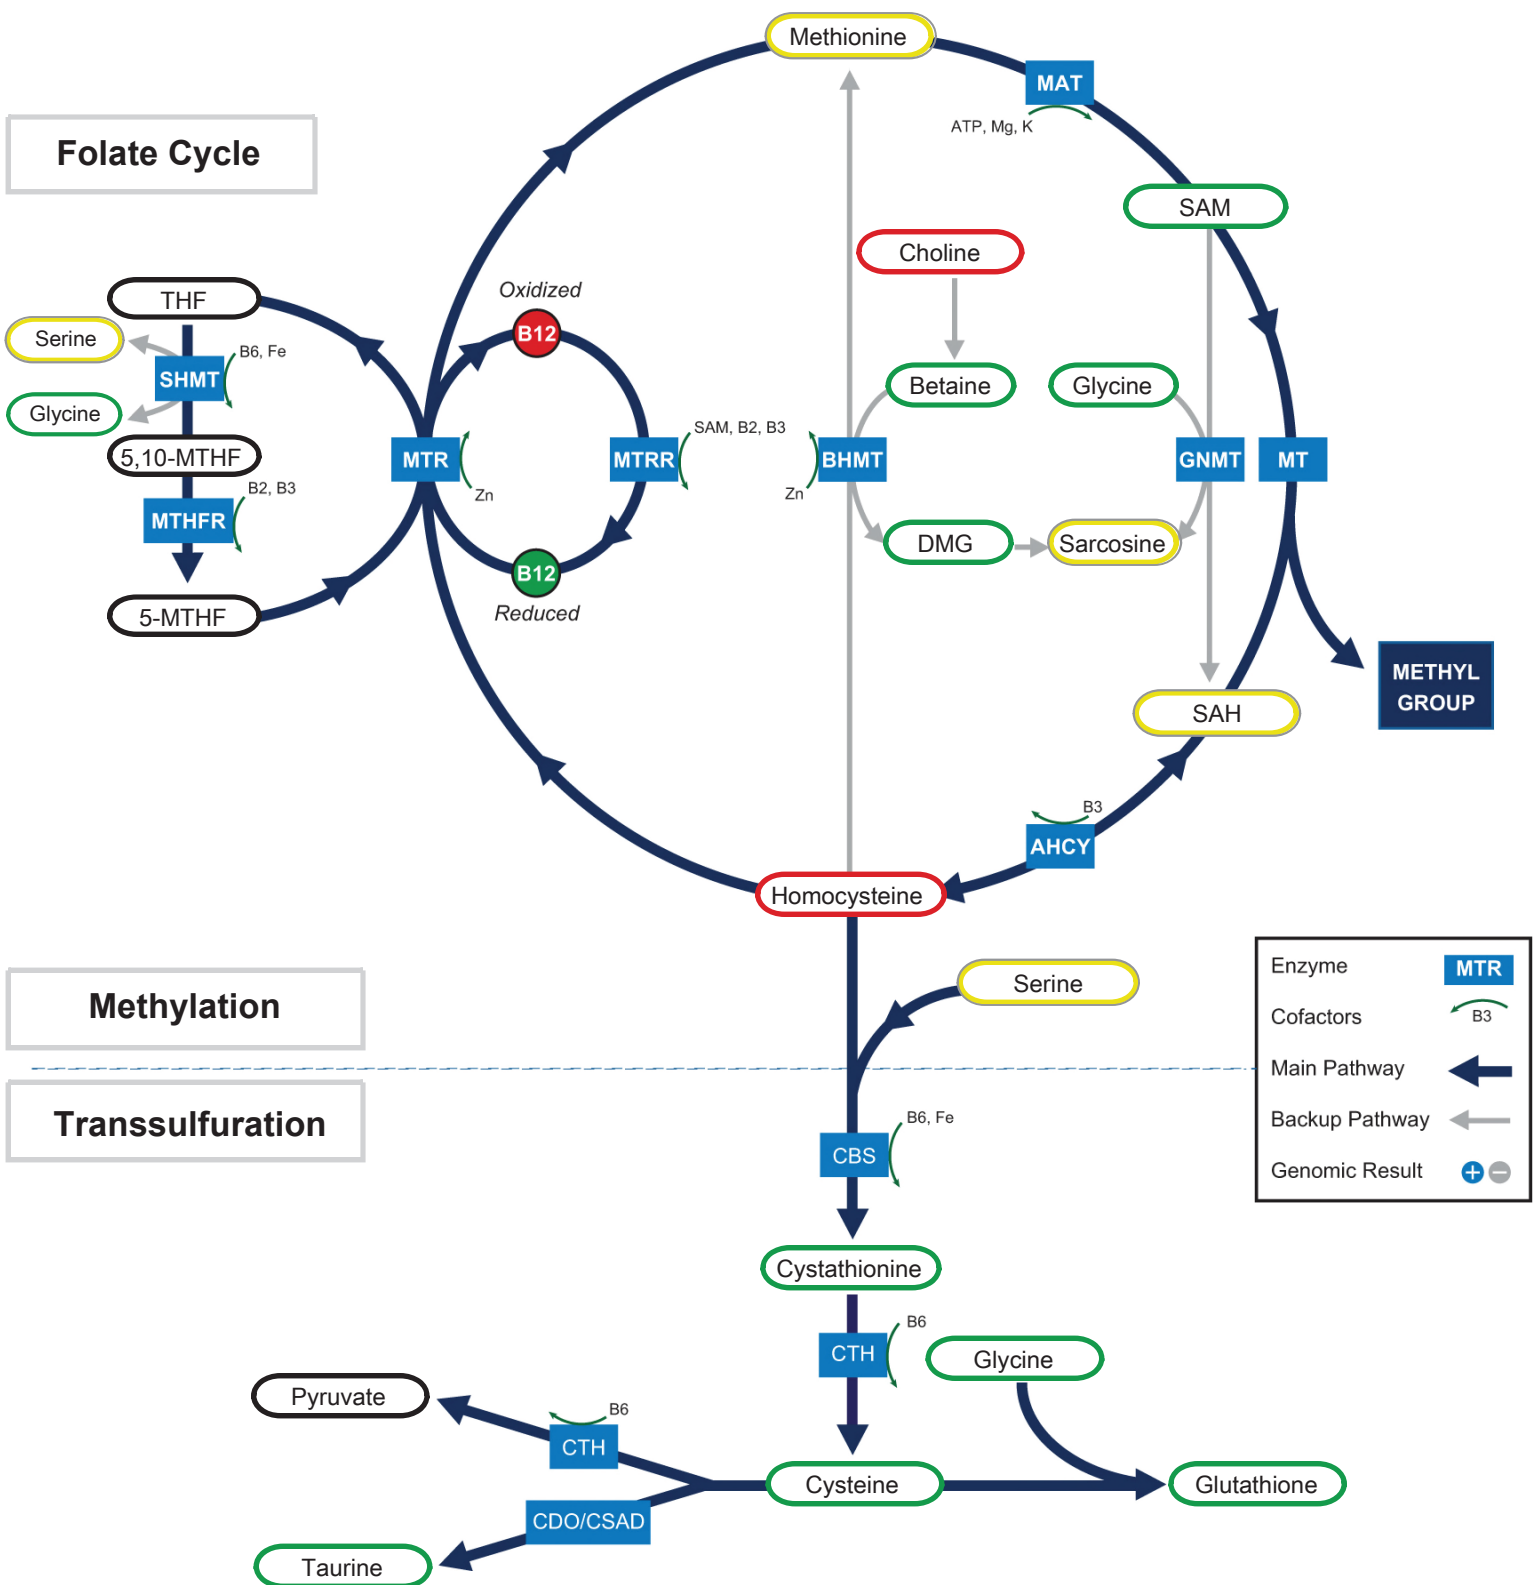 Methionine
MAT
ATP, Mg, K
Folate Cycle
SAM
Choline
THF
Oxidized
B12
Serine
B6, Fe
SHMT
Glycine
Betaine
Glycine
5,10-MTHF
MTR
MTRR
SAM, B2, B3
BHMT
GNMT
MT
Zn
Zn
B2, B3
MTHFR
DMG
Sarcosine
B12
Reduced
5-MTHF
METHYL
GROUP
SAH
B3
AHCY
Homocysteine
Serine
Methylation
Transsulfuration
Enzyme
MTR
Cofactors
B3
Main Pathway
Backup Pathway
Genomic Result
+ −
B6, Fe
CBS
Cystathionine
B6
CTH
Glycine
Pyruvate
B6
CTH
Cysteine
Glutathione
CDO/CSAD
Taurine